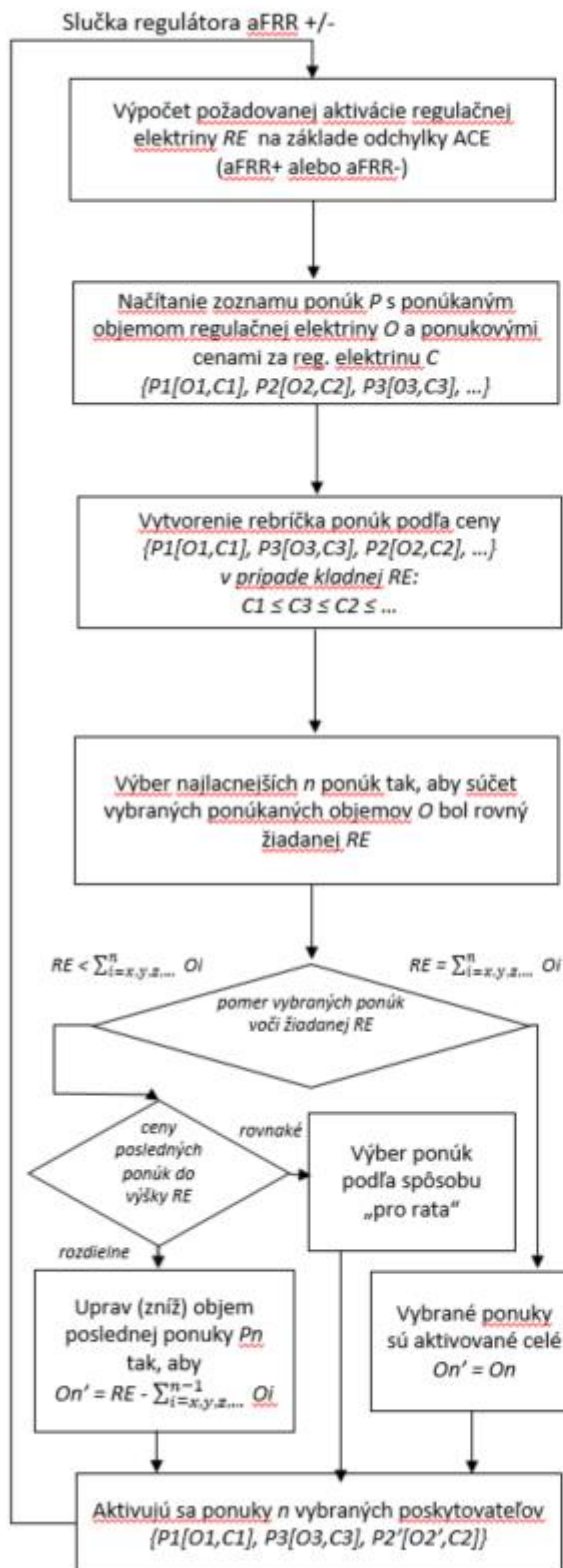 Slučka regulátora aFRR +/-
Výpočet požadovanej aktivácie regulačnej
elektriny RE na základe odchylky ACE
(aFRR+ alebo aFRR-)
Načítanie zoznamu ponúk P s ponúkaným
objemom regulačnej elektriny O a ponukovými
cenami za reg. elektrinu C
{P1[O1,C1], P2[O2,C2], P3[03,C3], ...}
Vytvorenie rebríčka ponúk podľa ceny
{P1[O1,C1], P3[O3,C3], P2[O2,C2], ...}
v prípade kladnej RE:
C1 ≤ C3 ≤ C2 ≤ ...
Výber najlacnejších n ponúk tak, aby súčet
vybraných ponúkaných objemov O bol rovný
žiadanej RE
RE < ∑ⁿᵢ₌ₓ,ᵧ,𝓏,... Oi
RE = ∑ⁿᵢ₌ₓ,ᵧ,𝓏,... Oi
pomer vybraných ponúk
voči žiadanej RE
ceny
posledných
ponúk do
výšky RE
rovnaké
Výber ponúk
podľa spôsobu
„pro rata“
rozdielne
Uprav (zníž) objem
poslednej ponuky Pn
tak, aby
On’ = RE - ∑ⁿ⁻¹ᵢ₌ₓ,ᵧ,𝓏,... Oi
Vybrané ponuky
sú aktivované celé
On’ = On
Aktivujú sa ponuky n vybraných poskytovateľov
{P1[O1,C1], P3[O3,C3], P2’[O2’,C2]}